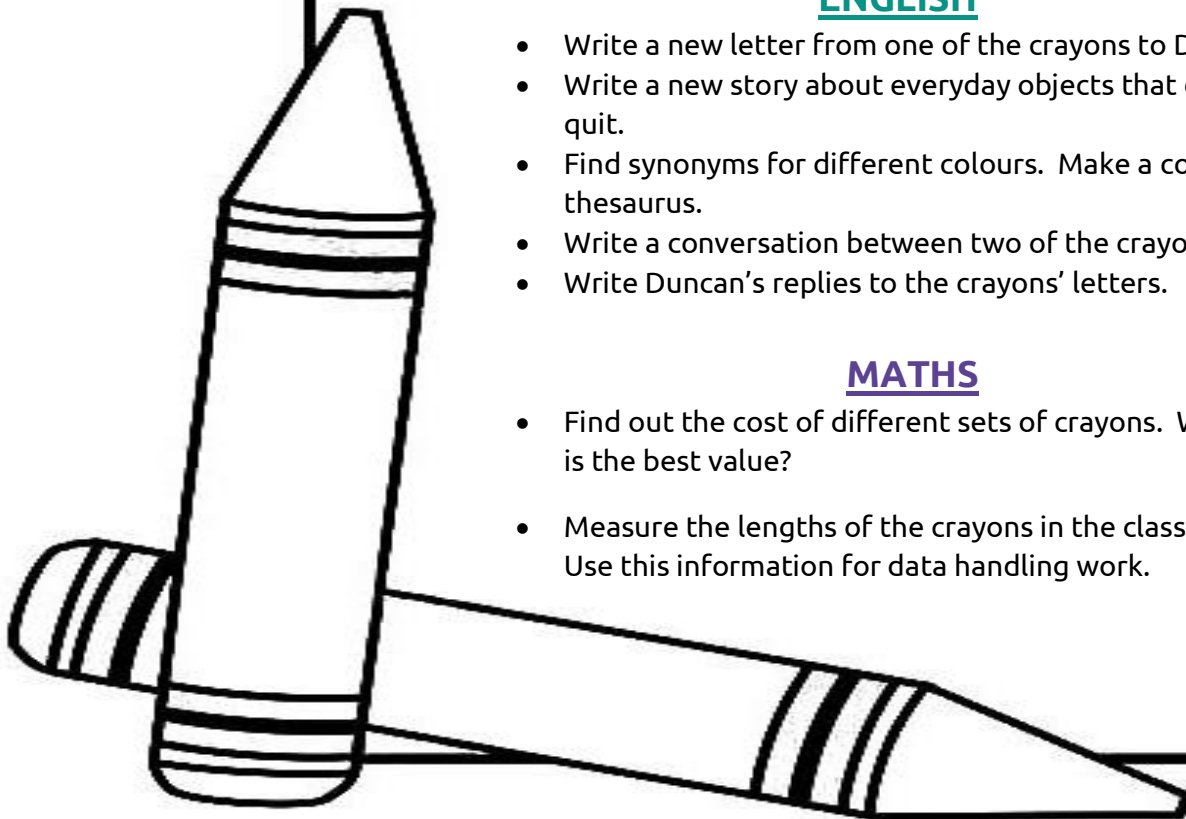 ENGLISH
• Write a new letter from one of the crayons to
• Write a new story about everyday objects that
quit.
• Find synonyms for different colours. Make a
thesaurus.
• Write a conversation between two of the
• Write Duncan's replies to the crayons' letters.
MATHS
• Find out the cost of different sets of crayons.
is the best value?
• Measure the lengths of the crayons in the class
Use this information for data handling work.